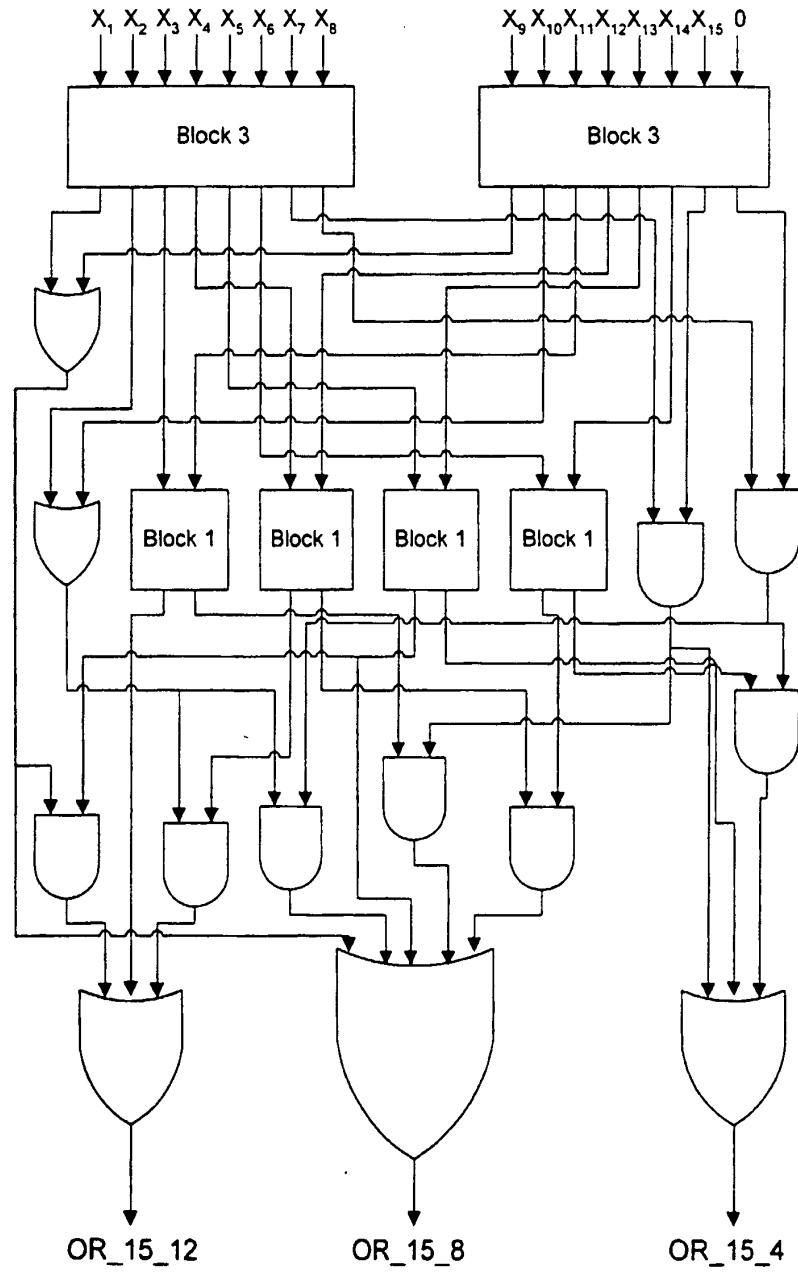 X₁ X₂ X₃ X₄ X₅ X₆ X₇ X₈ X₉ X₁₀ X₁₁ X₁₂ X₁₃ X₁₄ X₁₅ 0
Block 3 Block 3
Block 1 Block 1 Block 1 Block 1
OR_15_12 OR_15_8 OR_15_4